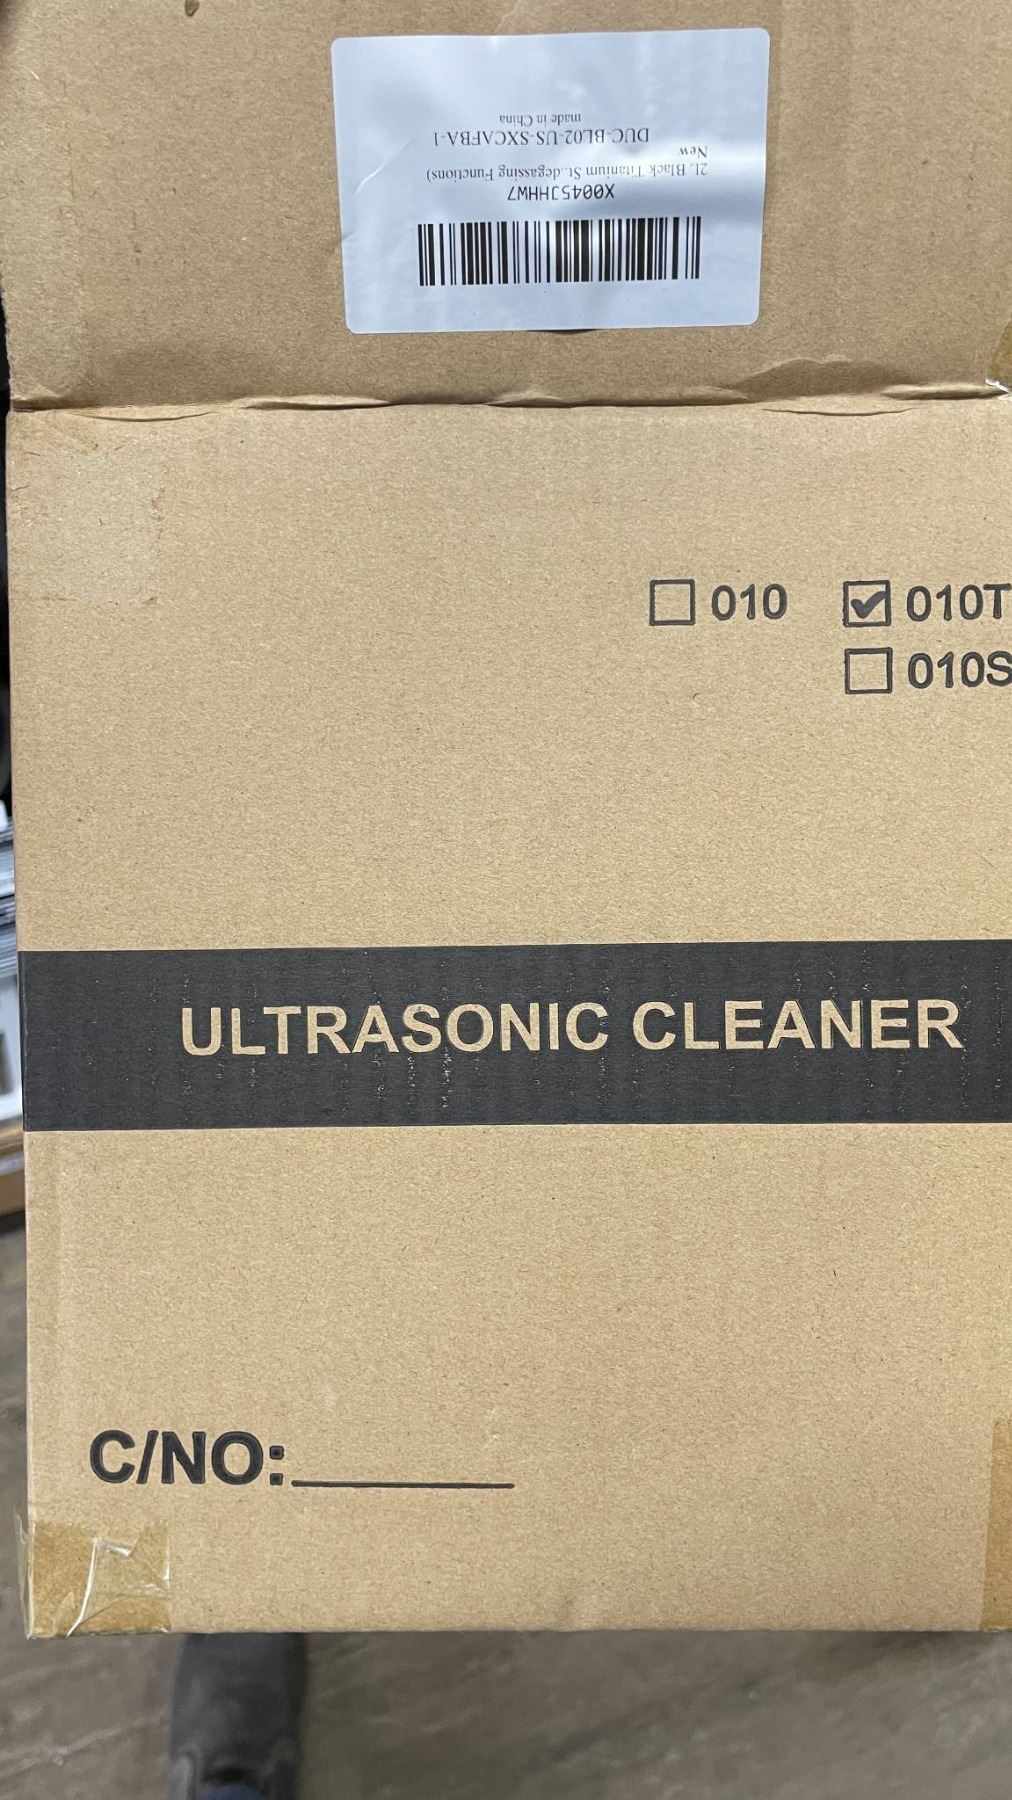 X0045JHHW7
2L Black Titanium St..degassing Functions)
New
DUC-BL02-US-SXCAFBA-1
made in China
010 ✓ 010T
010S
ULTRASONIC CLEANER
C/NO: